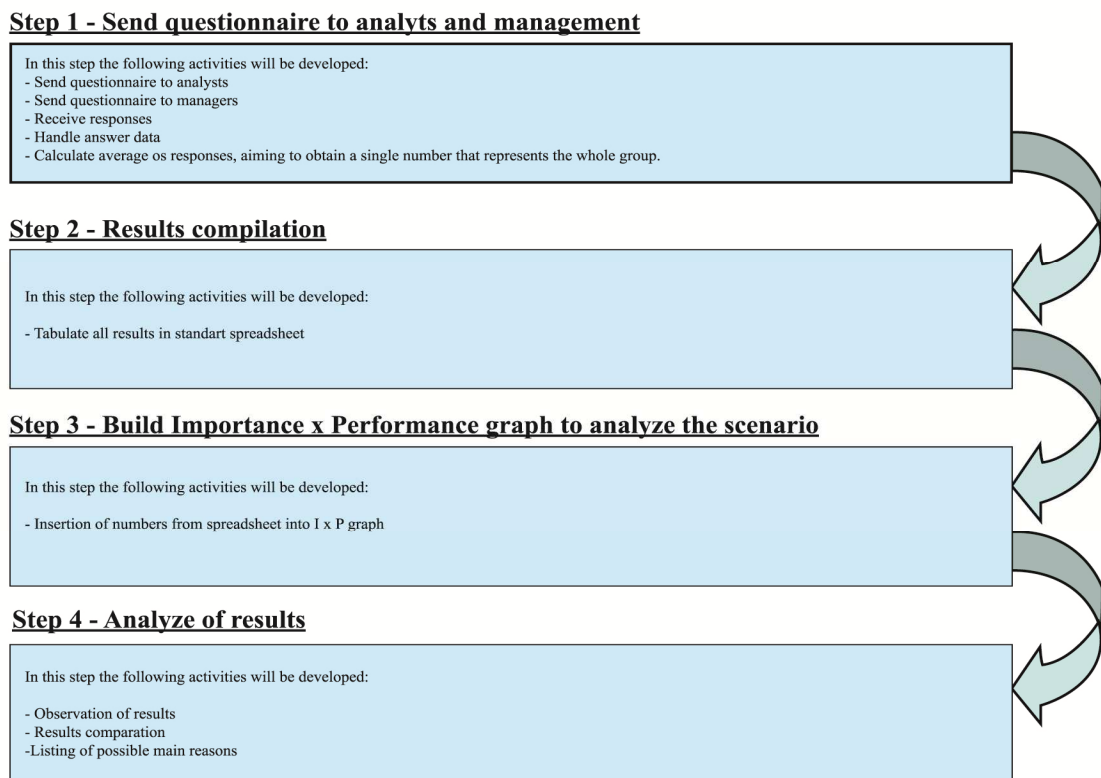 Step 1 - Send questionnaire to analyts and management
In this step the following activities will be developed:
- Send questionnaire to analysts
- Send questionnaire to managers
- Receive responses
- Handle answer data
- Calculate average os responses, aiming to obtain a single number that represents the whole group.
Step 2 - Results compilation
In this step the following activities will be developed:
- Tabulate all results in standart spreadsheet
Step 3 - Build Importance x Performance graph to analyze the scenario
In this step the following activities will be developed:
- Insertion of numbers from spreadsheet into I x P graph
Step 4 - Analyze of results
In this step the following activities will be developed:
- Observation of results
- Results comparation
-Listing of possible main reasons